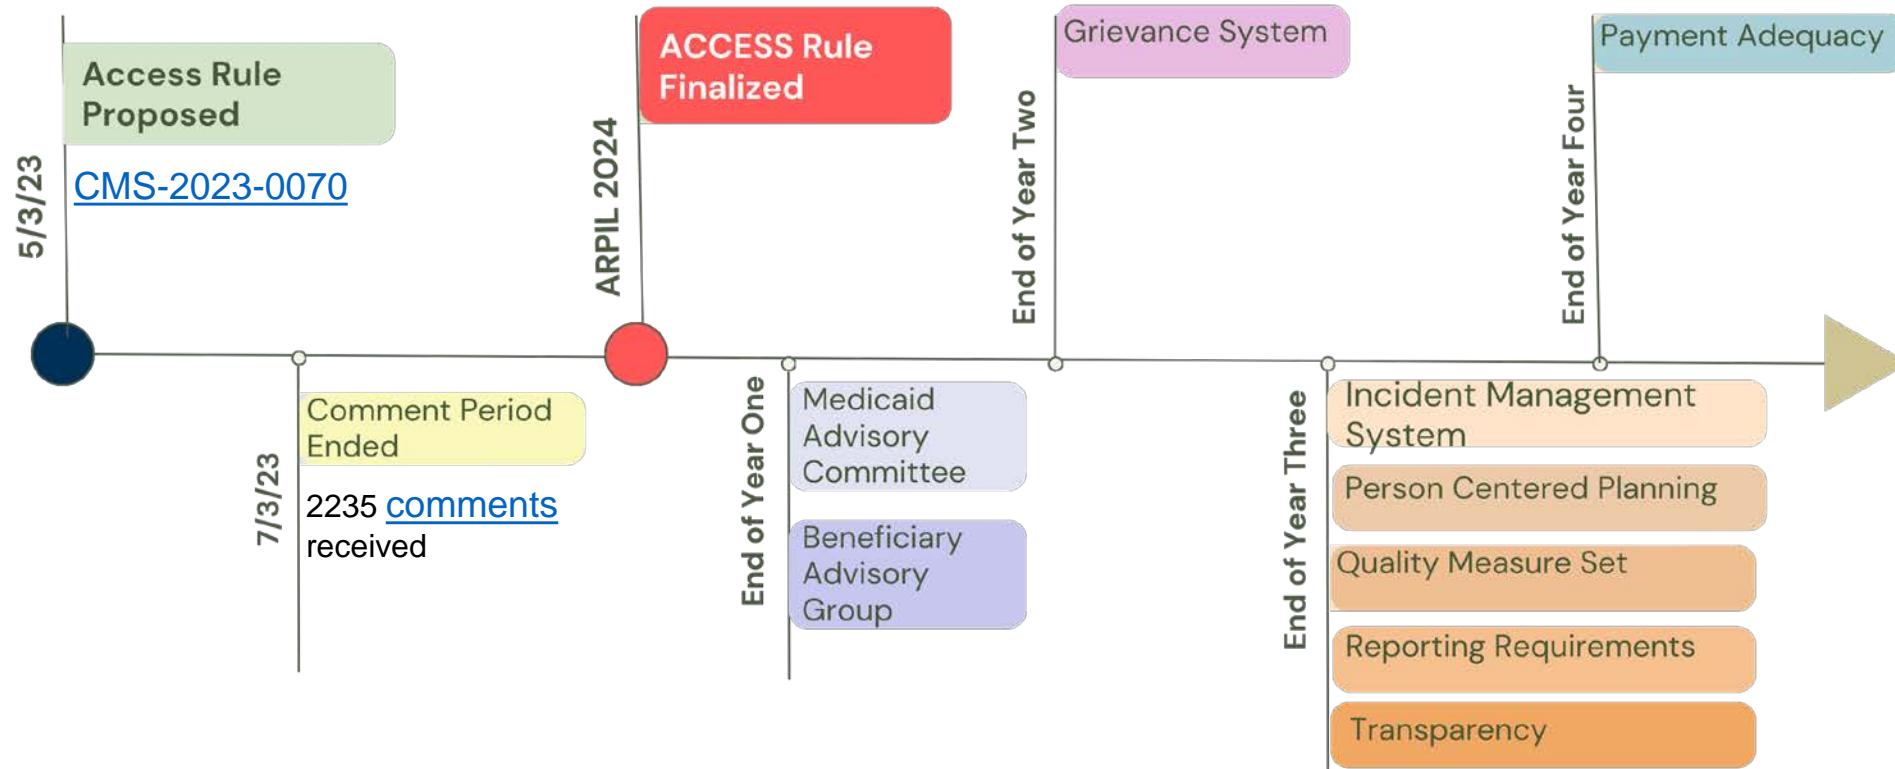 5/3/23
Access Rule
Proposed
CMS-2023-0070
7/3/23
Comment Period
Ended
2235 comments
received
ARPIL 2024
ACCESS Rule
Finalized
End of Year One
Medicaid
Advisory
Committee
Beneficiary
Advisory
Group
End of Year Two
Grievance System
End of Year Three
Incident Management
System
Person Centered Planning
Quality Measure Set
Reporting Requirements
Transparency
End of Year Four
Payment Adequacy